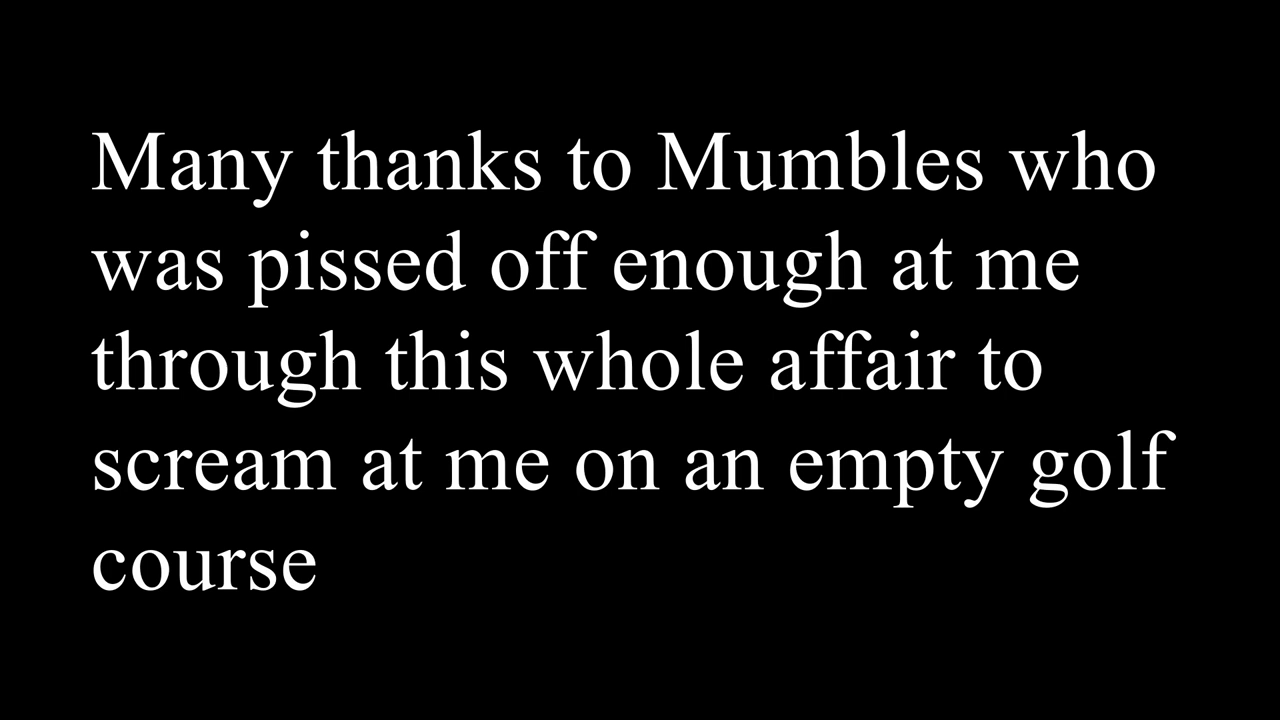 Many thanks to Mumbles who
was pissed off enough at me
through this whole affair to
scream at me on an empty golf
course